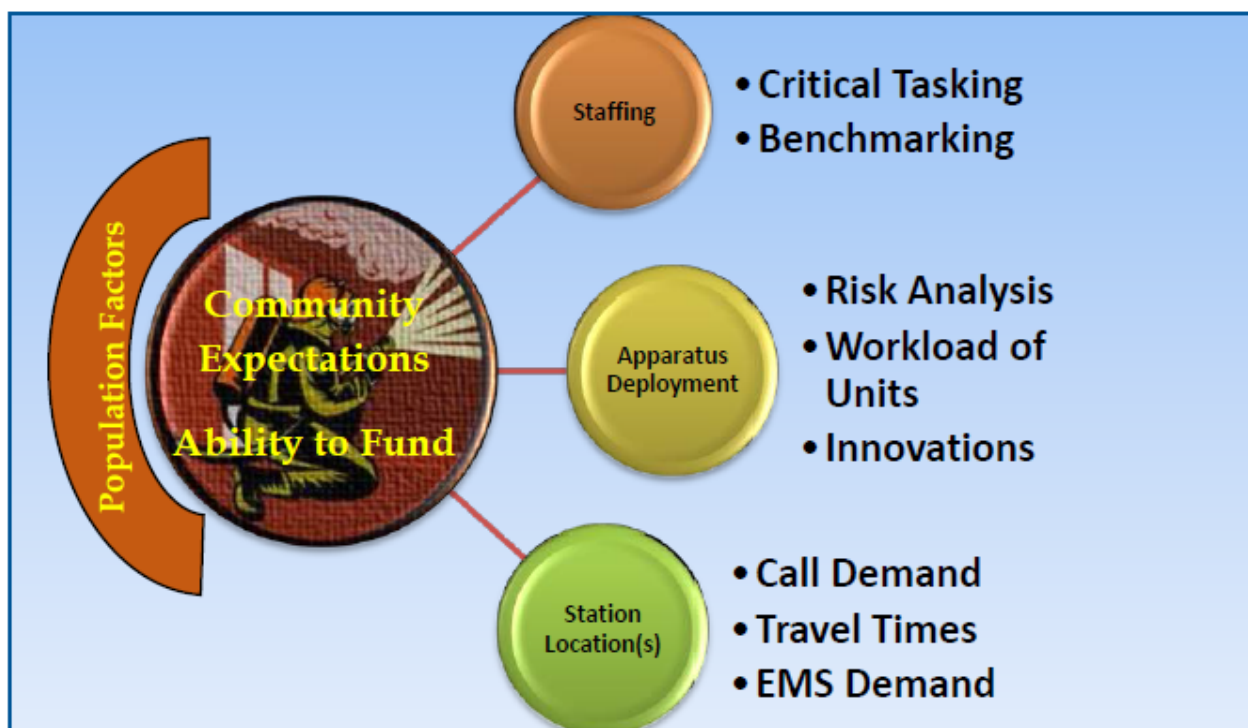 Population Factors
Community
Expectations
Ability to Fund
Staffing
• Critical Tasking
• Benchmarking
Apparatus
Deployment
• Risk Analysis
• Workload of
Units
• Innovations
Station
Location(s)
• Call Demand
• Travel Times
• EMS Demand